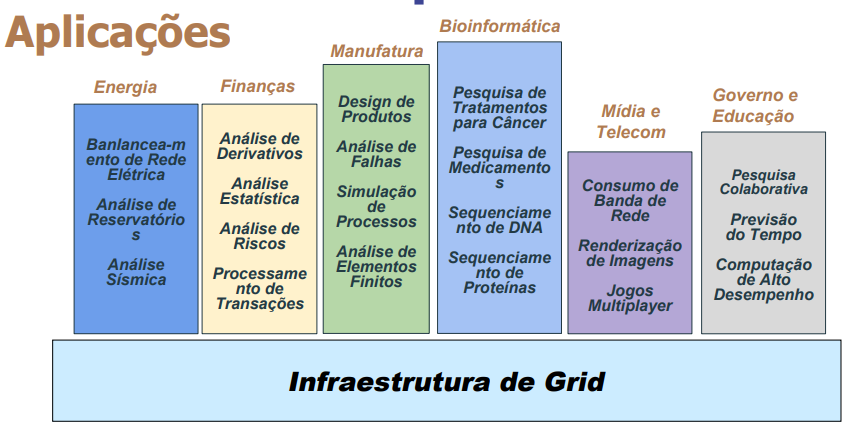 Aplicações
Energia
Banlancea-m
ento de Rede
Elétrica
Análise de
Reservatório
s
Análise
Sísmica
Finanças
Análise de
Derivativos
Análise
Estatística
Análise de
Riscos
Processame
nto de
Transações
Manufatura
Design de
Produtos
Análise de
Falhas
Simulação
de
Processos
Análise de
Elementos
Finitos
Bioinformática
Pesquisa de
Tratamentos
para Câncer
Pesquisa de
Medicamento
s
Sequenciame
nto de DNA
Sequenciame
nto de
Proteínas
Mídia e
Telecom
Consumo de
Banda de
Rede
Renderização
de Imagens
Jogos
Multiplayer
Governo e
Educação
Pesquisa
Colaborativa
Previsão
do Tempo
Computação
de Alto
Desempenho
Infraestrutura de Grid